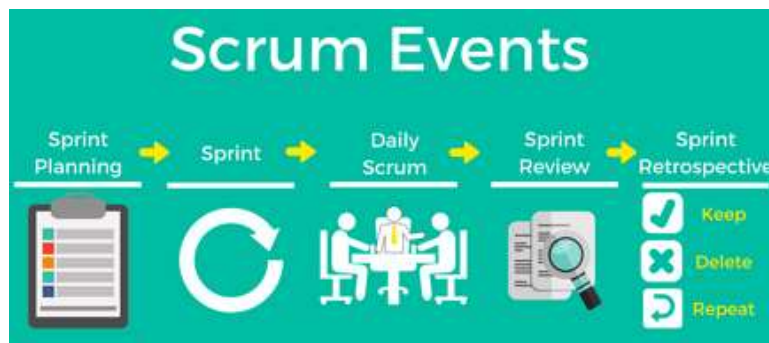 Scrum Events
Sprint
Planning
Sprint
Daily
Scrum
Sprint
Review
Sprint
Retrospective
Keep
Delete
Repeat